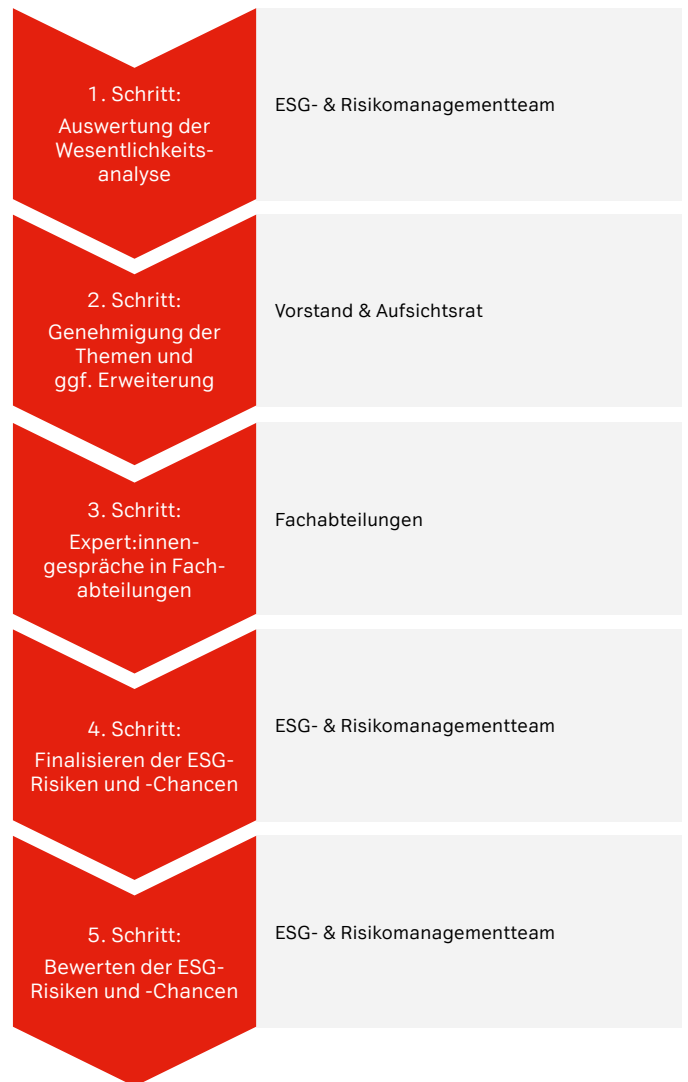 1. Schritt:
Auswertung der
Wesentlichkeits-
analyse
ESG- & Risikomanagementteam
2. Schritt:
Genehmigung der
Themen und
ggf. Erweiterung
Vorstand & Aufsichtsrat
3. Schritt:
Expert:innen-
gespräche in Fach-
abteilungen
Fachabteilungen
4. Schritt:
Finalisieren der ESG-
Risiken und -Chancen
ESG- & Risikomanagementteam
5. Schritt:
Bewerten der ESG-
Risiken und -Chancen
ESG- & Risikomanagementteam